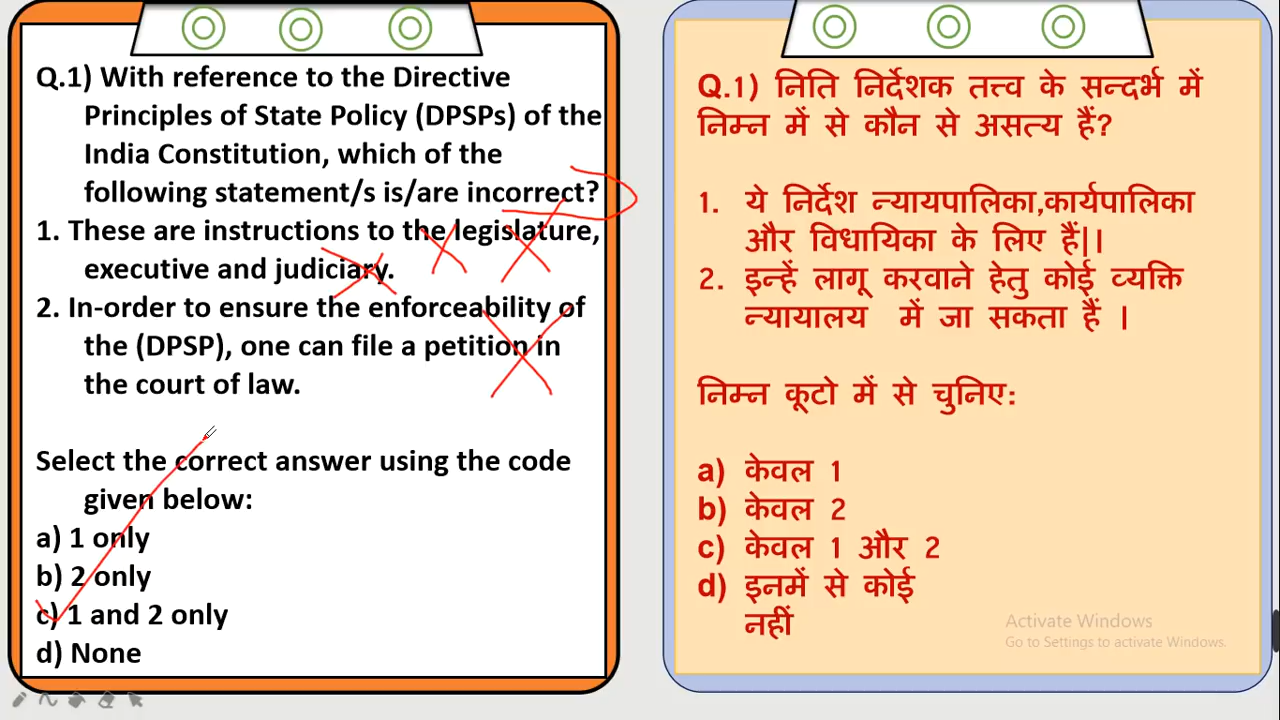 Q.1) With reference to the Directive
Principles of State Policy (DPSPs) of the
India Constitution, which of the
following statement/s is/are incorrect?
1. These are instructions to the legislature,
executive and judiciary.
2. In-order to ensure the enforceability of
the (DPSP), one can file a petition in
the court of law.
Select the correct answer using the code
given below:
a) 1 only
b) 2 only
c) 1 and 2 only
d) None
Q.1) निति निर्देशक तत्त्व के सन्दर्भ में
निम्न में से कौन से असत्य हैं?
1. ये निर्देश न्यायपालिका,कार्यपालिका
और विधायिका के लिए हैं|।
2. इन्हें लागू करवाने हेतु कोई व्यक्ति
न्यायालय में जा सकता हैं ।
निम्न कूटो में से चुनिए:
a) केवल 1
b) केवल 2
c) केवल 1 और 2
d) इनमें से कोई
नहीं
Activate Windows
Go to Settings to activate Windows.